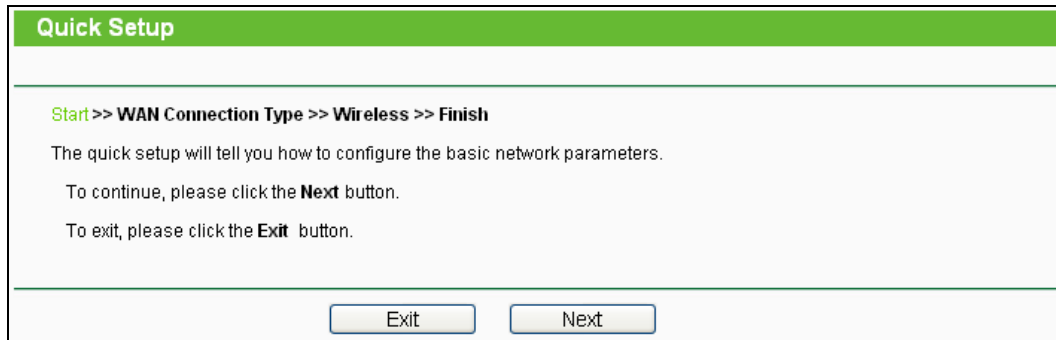 Quick Setup
Start >> WAN Connection Type >> Wireless >> Finish
The quick setup will tell you how to configure the basic network parameters.
To continue, please click the Next button.
To exit, please click the Exit button.
Exit Next